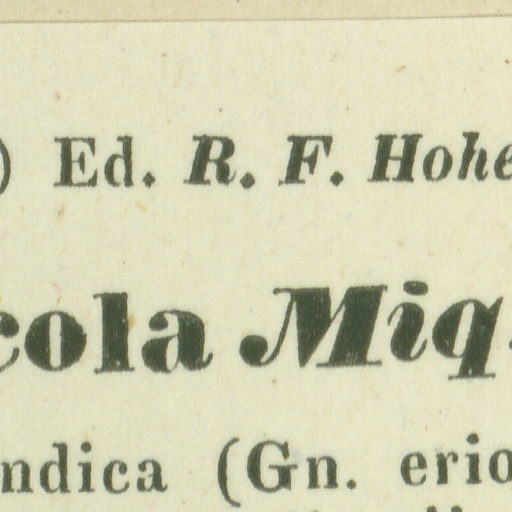 ) Ed. R. F. Hohe
cola Miq.
ndica (Gn. erio